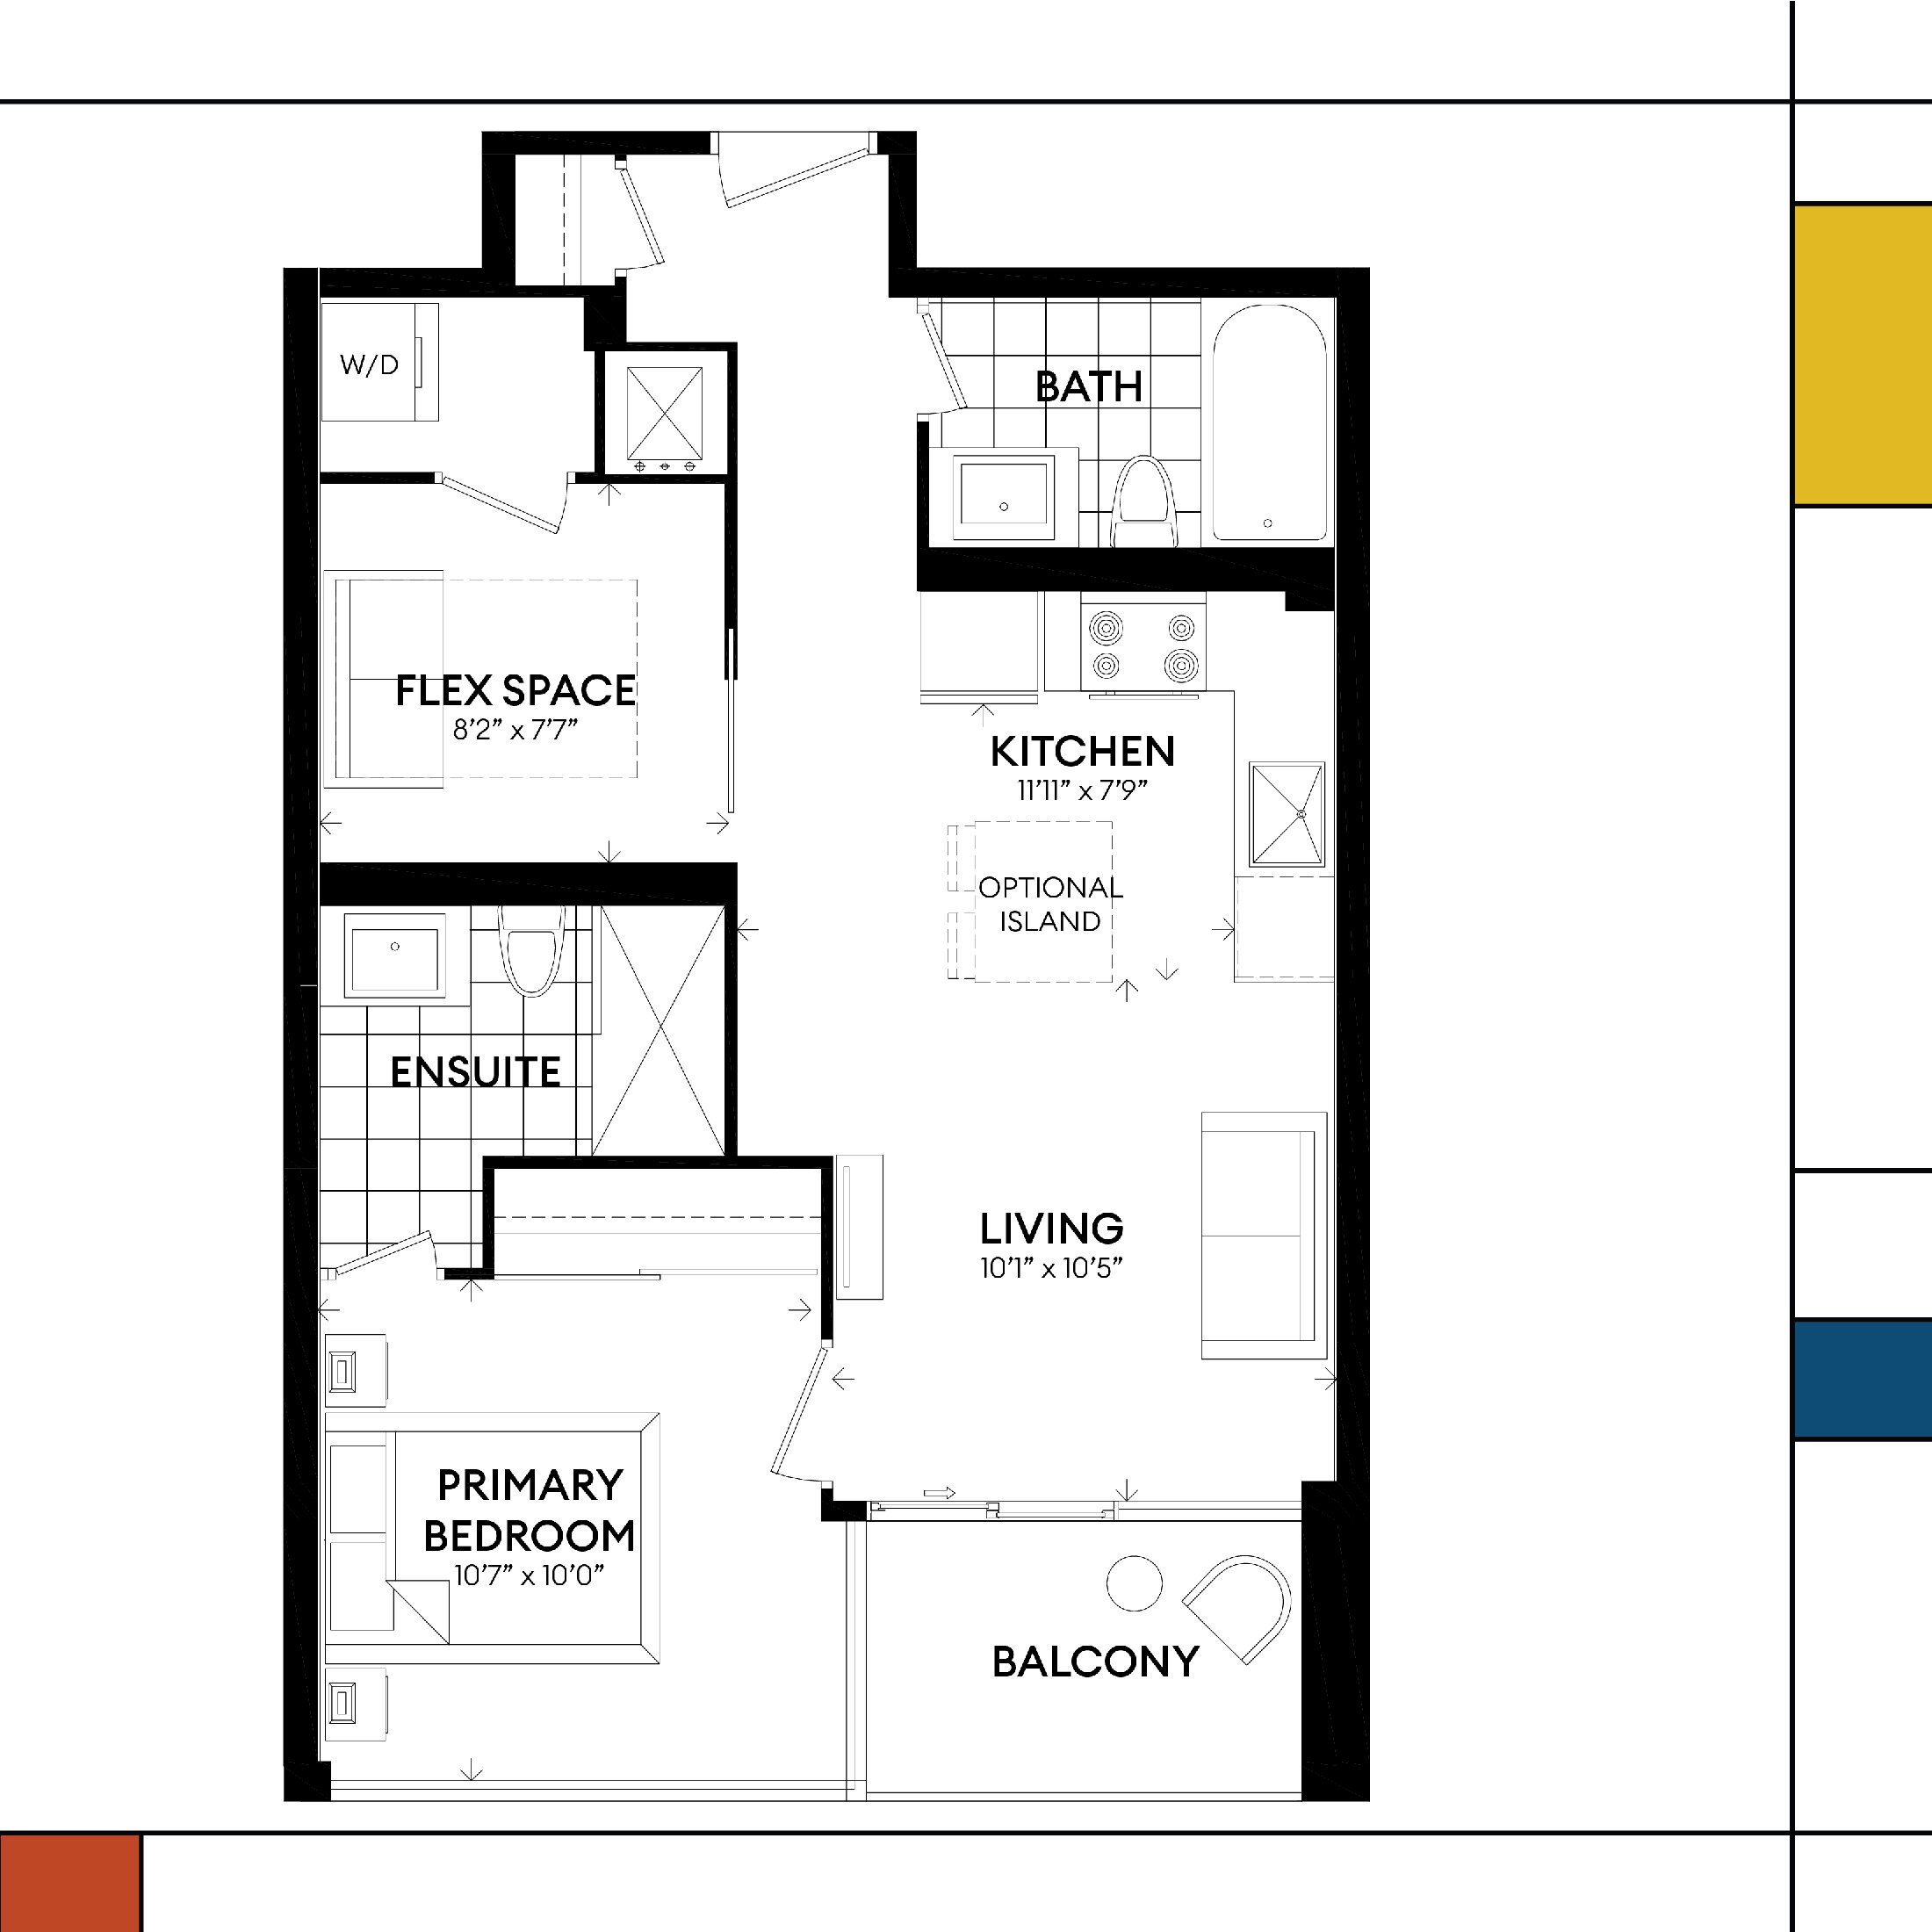 W/D
BATH
FLEX SPACE
8’2” x 7’7”
KITCHEN
11’11” x 7’9”
OPTIONAL
ISLAND
ENSUITE
LIVING
10’1” x 10’5”
PRIMARY
BEDROOM
10’7” x 10’0”
BALCONY